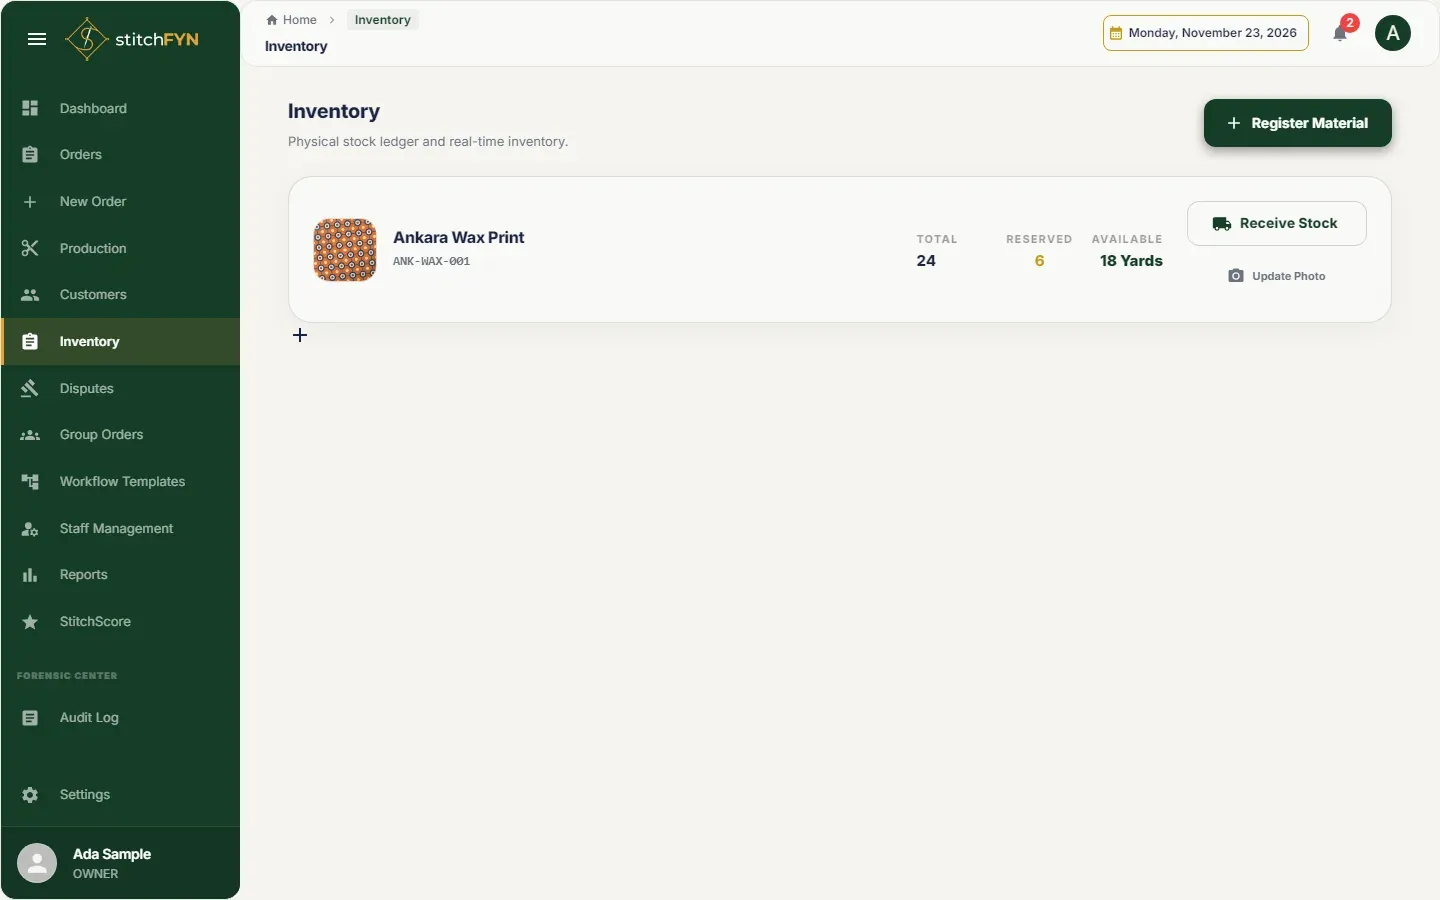 stitchFYN
Dashboard
Orders
New Order
Production
Customers
Inventory
Disputes
Group Orders
Workflow Templates
Staff Management
Reports
StitchScore
FORENSIC CENTER
Audit Log
Settings
Ada Sample
OWNER
Home > Inventory
Inventory
Monday, November 23, 2026
2
A
Inventory
Physical stock ledger and real-time inventory.
+ Register Material
Ankara Wax Print
ANK-WAX-001
TOTAL
24
RESERVED
6
AVAILABLE
18 Yards
Receive Stock
Update Photo